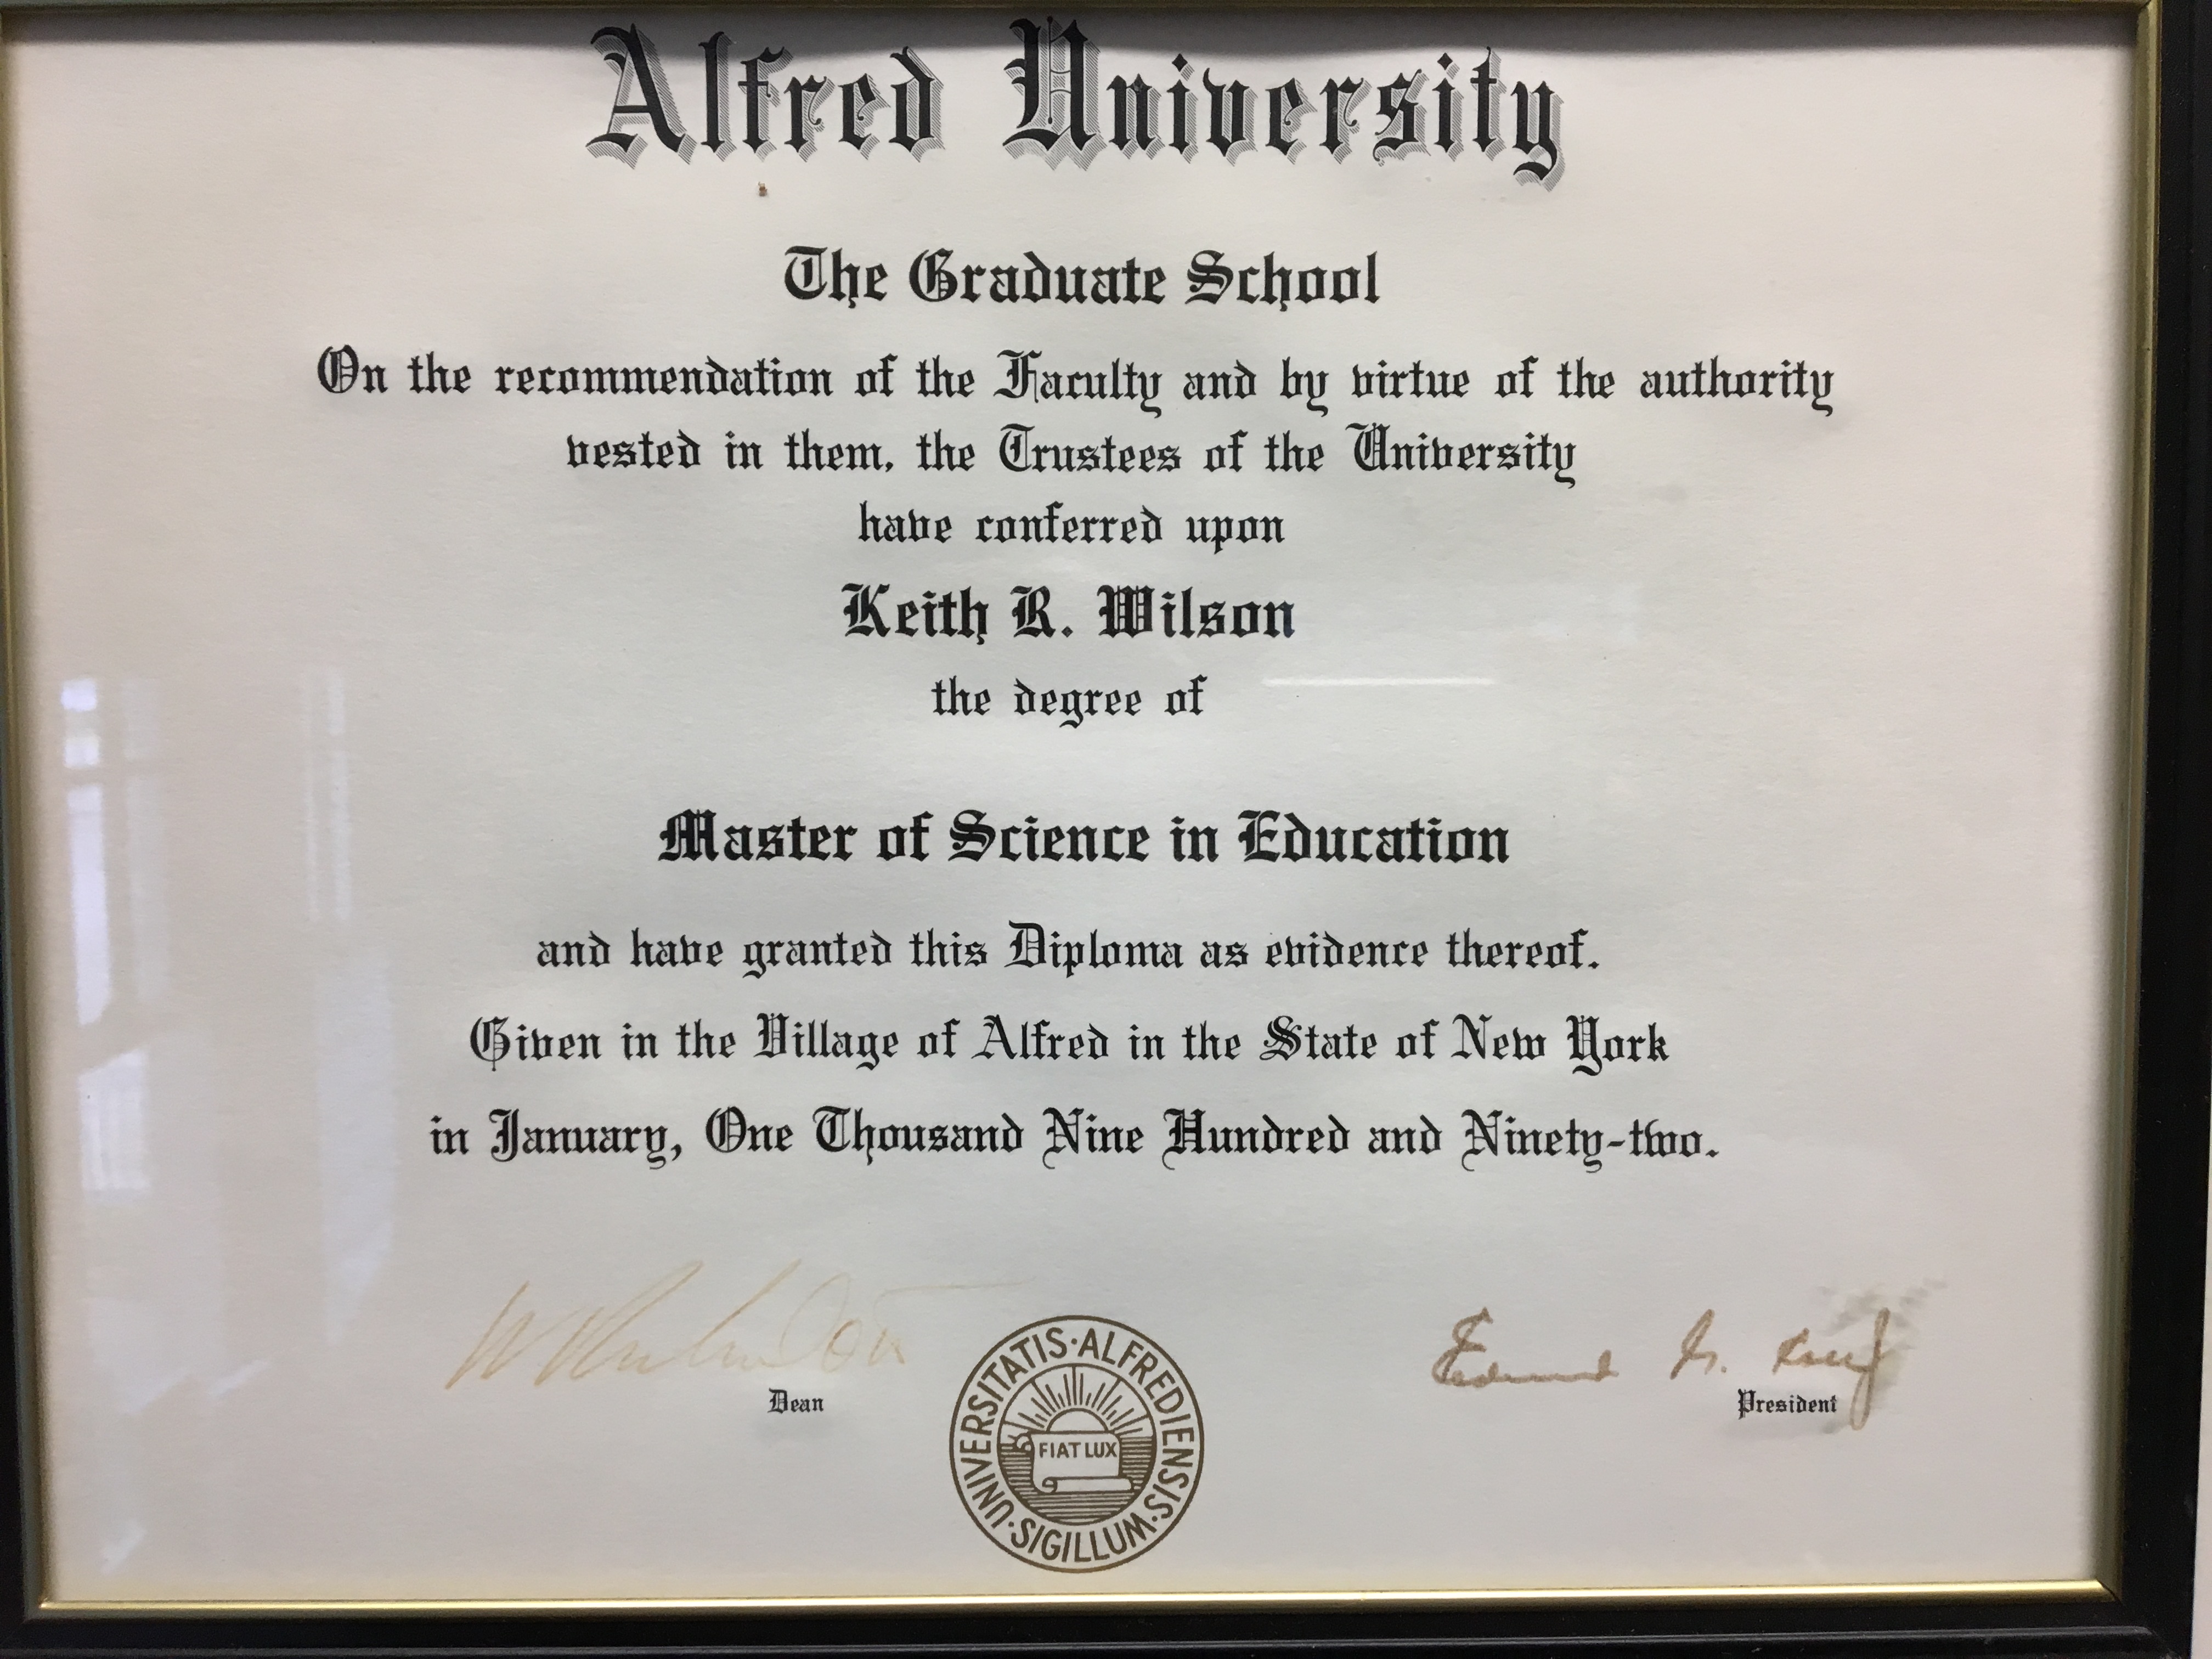 Alfred University
The Graduate School
On the recommendation of the Faculty and by virtue of the authority
vested in them, the Trustees of the University
have conferred upon
Keith R. Wilson
the degree of
Master of Science in Education
and have granted this Diploma as evidence thereof.
Given in the Village of Alfred in the State of New York
in January, One Thousand Nine Hundred and Ninety-two.
Dean
President
UNIVERSITATIS·ALFREDIENSIS·SIGILLUM·
FIAT LUX